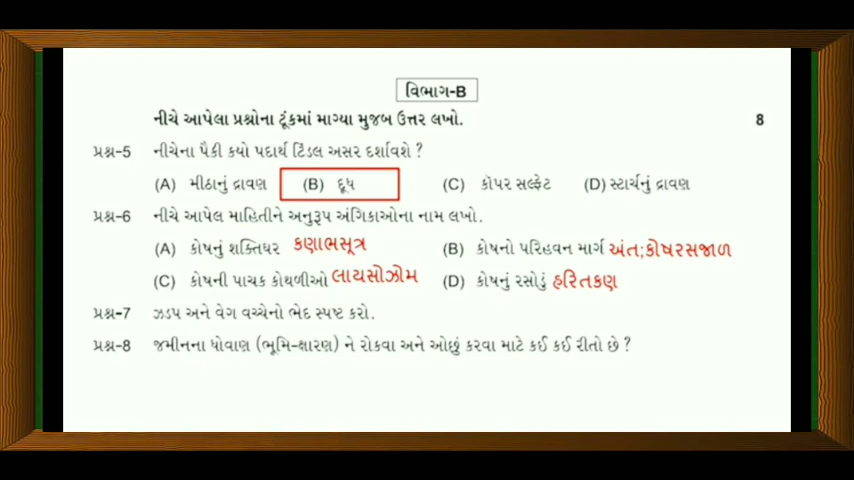 વિભાગ-B
નીચે આપેલા પ્રશ્નોના ટૂંકમાં માગ્યા મુજબ ઉત્તર લખો. 8
પ્રશ્ન-5 નીચેના પૈકી કયો પદાર્થ ટિંડલ અસર દર્શાવશે ?
(A) મીઠાનું દ્રાવણ (B) દૂધ (C) કૉપર સલ્ફેટ (D) સ્ટાર્ચનું દ્રાવણ
પ્રશ્ન-6 નીચે આપેલ માહિતીને અનુરૂપ અંગિકાઓના નામ લખો.
(A) કોષનું શક્તિઘર કણાભસૂત્ર (B) કોષનો પરિહવન માર્ગ અંત;કોષરસજાળ
(C) કોષની પાચક કોથળીઓ લાયસોઝોમ (D) કોષનું રસોડું હરિતકણ
પ્રશ્ન-7 ઝડપ અને વેગ વચ્ચેનો ભેદ સ્પષ્ટ કરો.
પ્રશ્ન-8 જમીનના ધોવાણ (ભૂમિ-ક્ષારણ) ને રોકવા અને ઓછું કરવા માટે કઈ કઈ રીતો છે ?